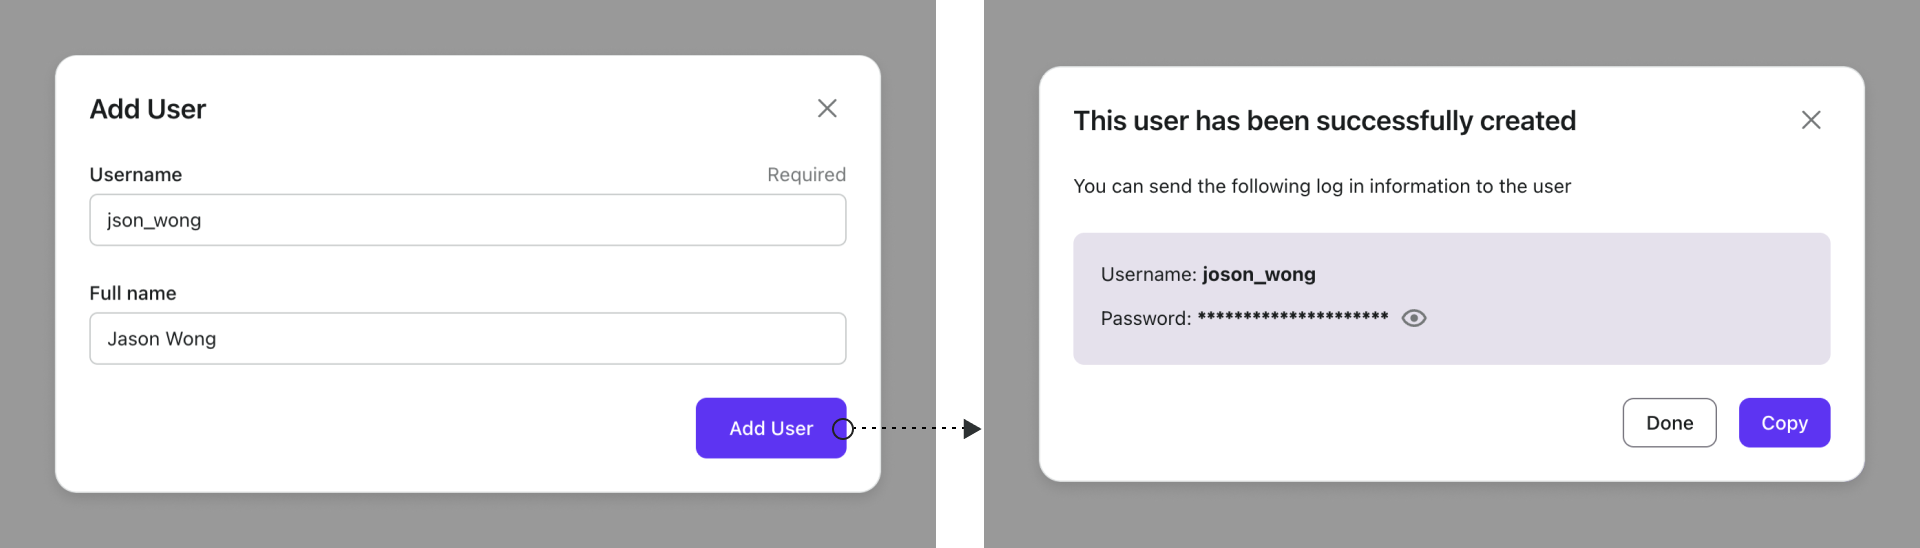 Add User
Username
Required
json_wong
Full name
Jason Wong
Add User
This user has been successfully created
You can send the following log in information to the user
Username: joson_wong
Password: *********************
Done
Copy